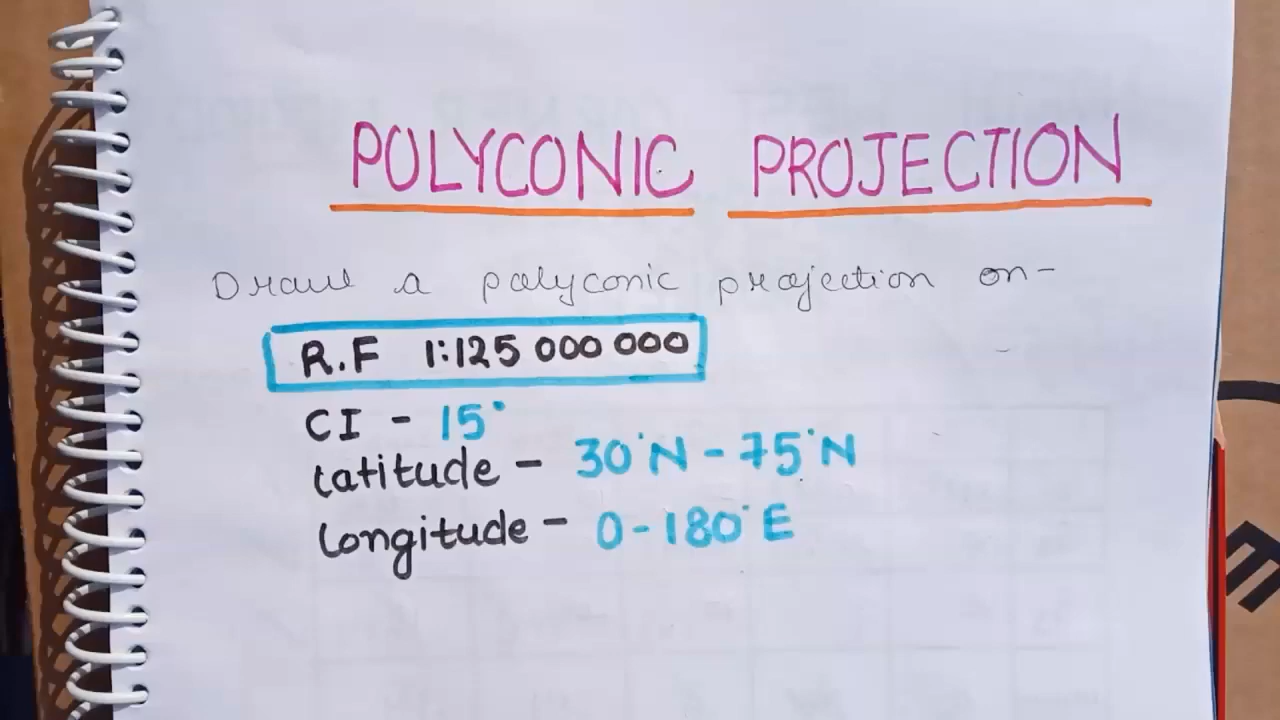 POLYCONIC PROJECTION
Draw a polyconic projection on-
R.F 1:125 000 000
CI - 15°
Latitude - 30°N - 75°N
Longitude - 0 - 180°E